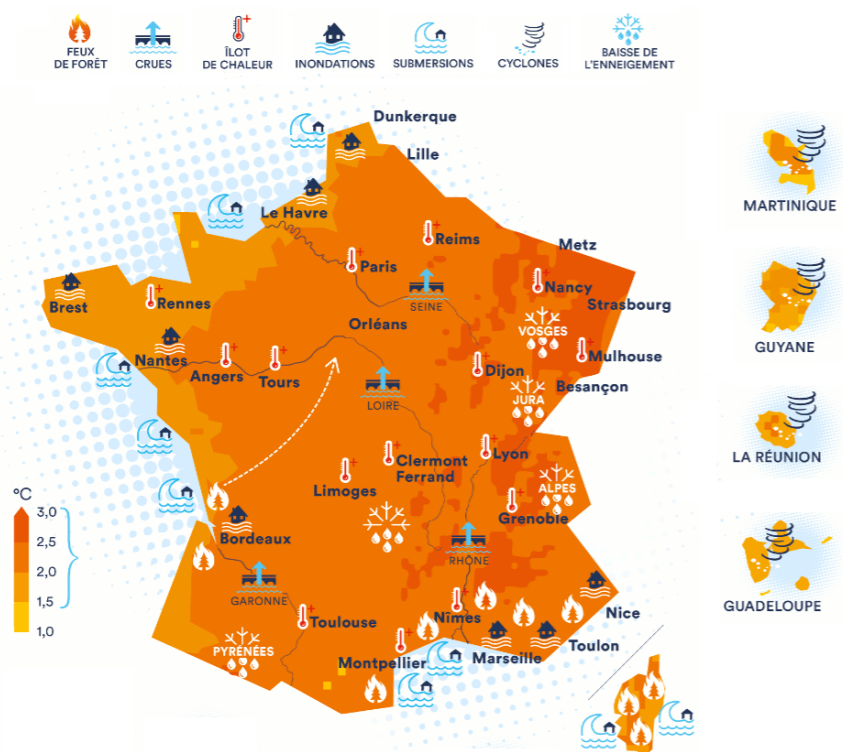 FEUX
DE FORÊT
CRUES
ÎLOT
DE CHALEUR
INONDATIONS
SUBMERSIONS
CYCLONES
BAISSE DE
L'ENNEIGEMENT
Dunkerque
Lille
Le Havre
Reims
Metz
Paris
Nancy
Strasbourg
Brest
Rennes
SEINE
Orléans
VOSGES
Nantes
Mulhouse
Angers
Tours
Dijon
Besançon
LOIRE
JURA
Clermont
Ferrand
Lyon
Limoges
ALPES
Grenoble
Bordeaux
RHÔNE
GARONNE
Nîmes
Nice
Toulouse
Toulon
PYRÉNÉES
Montpellier
Marseille
°C
3,0
2,5
2,0
1,5
1,0
MARTINIQUE
GUYANE
LA RÉUNION
GUADELOUPE